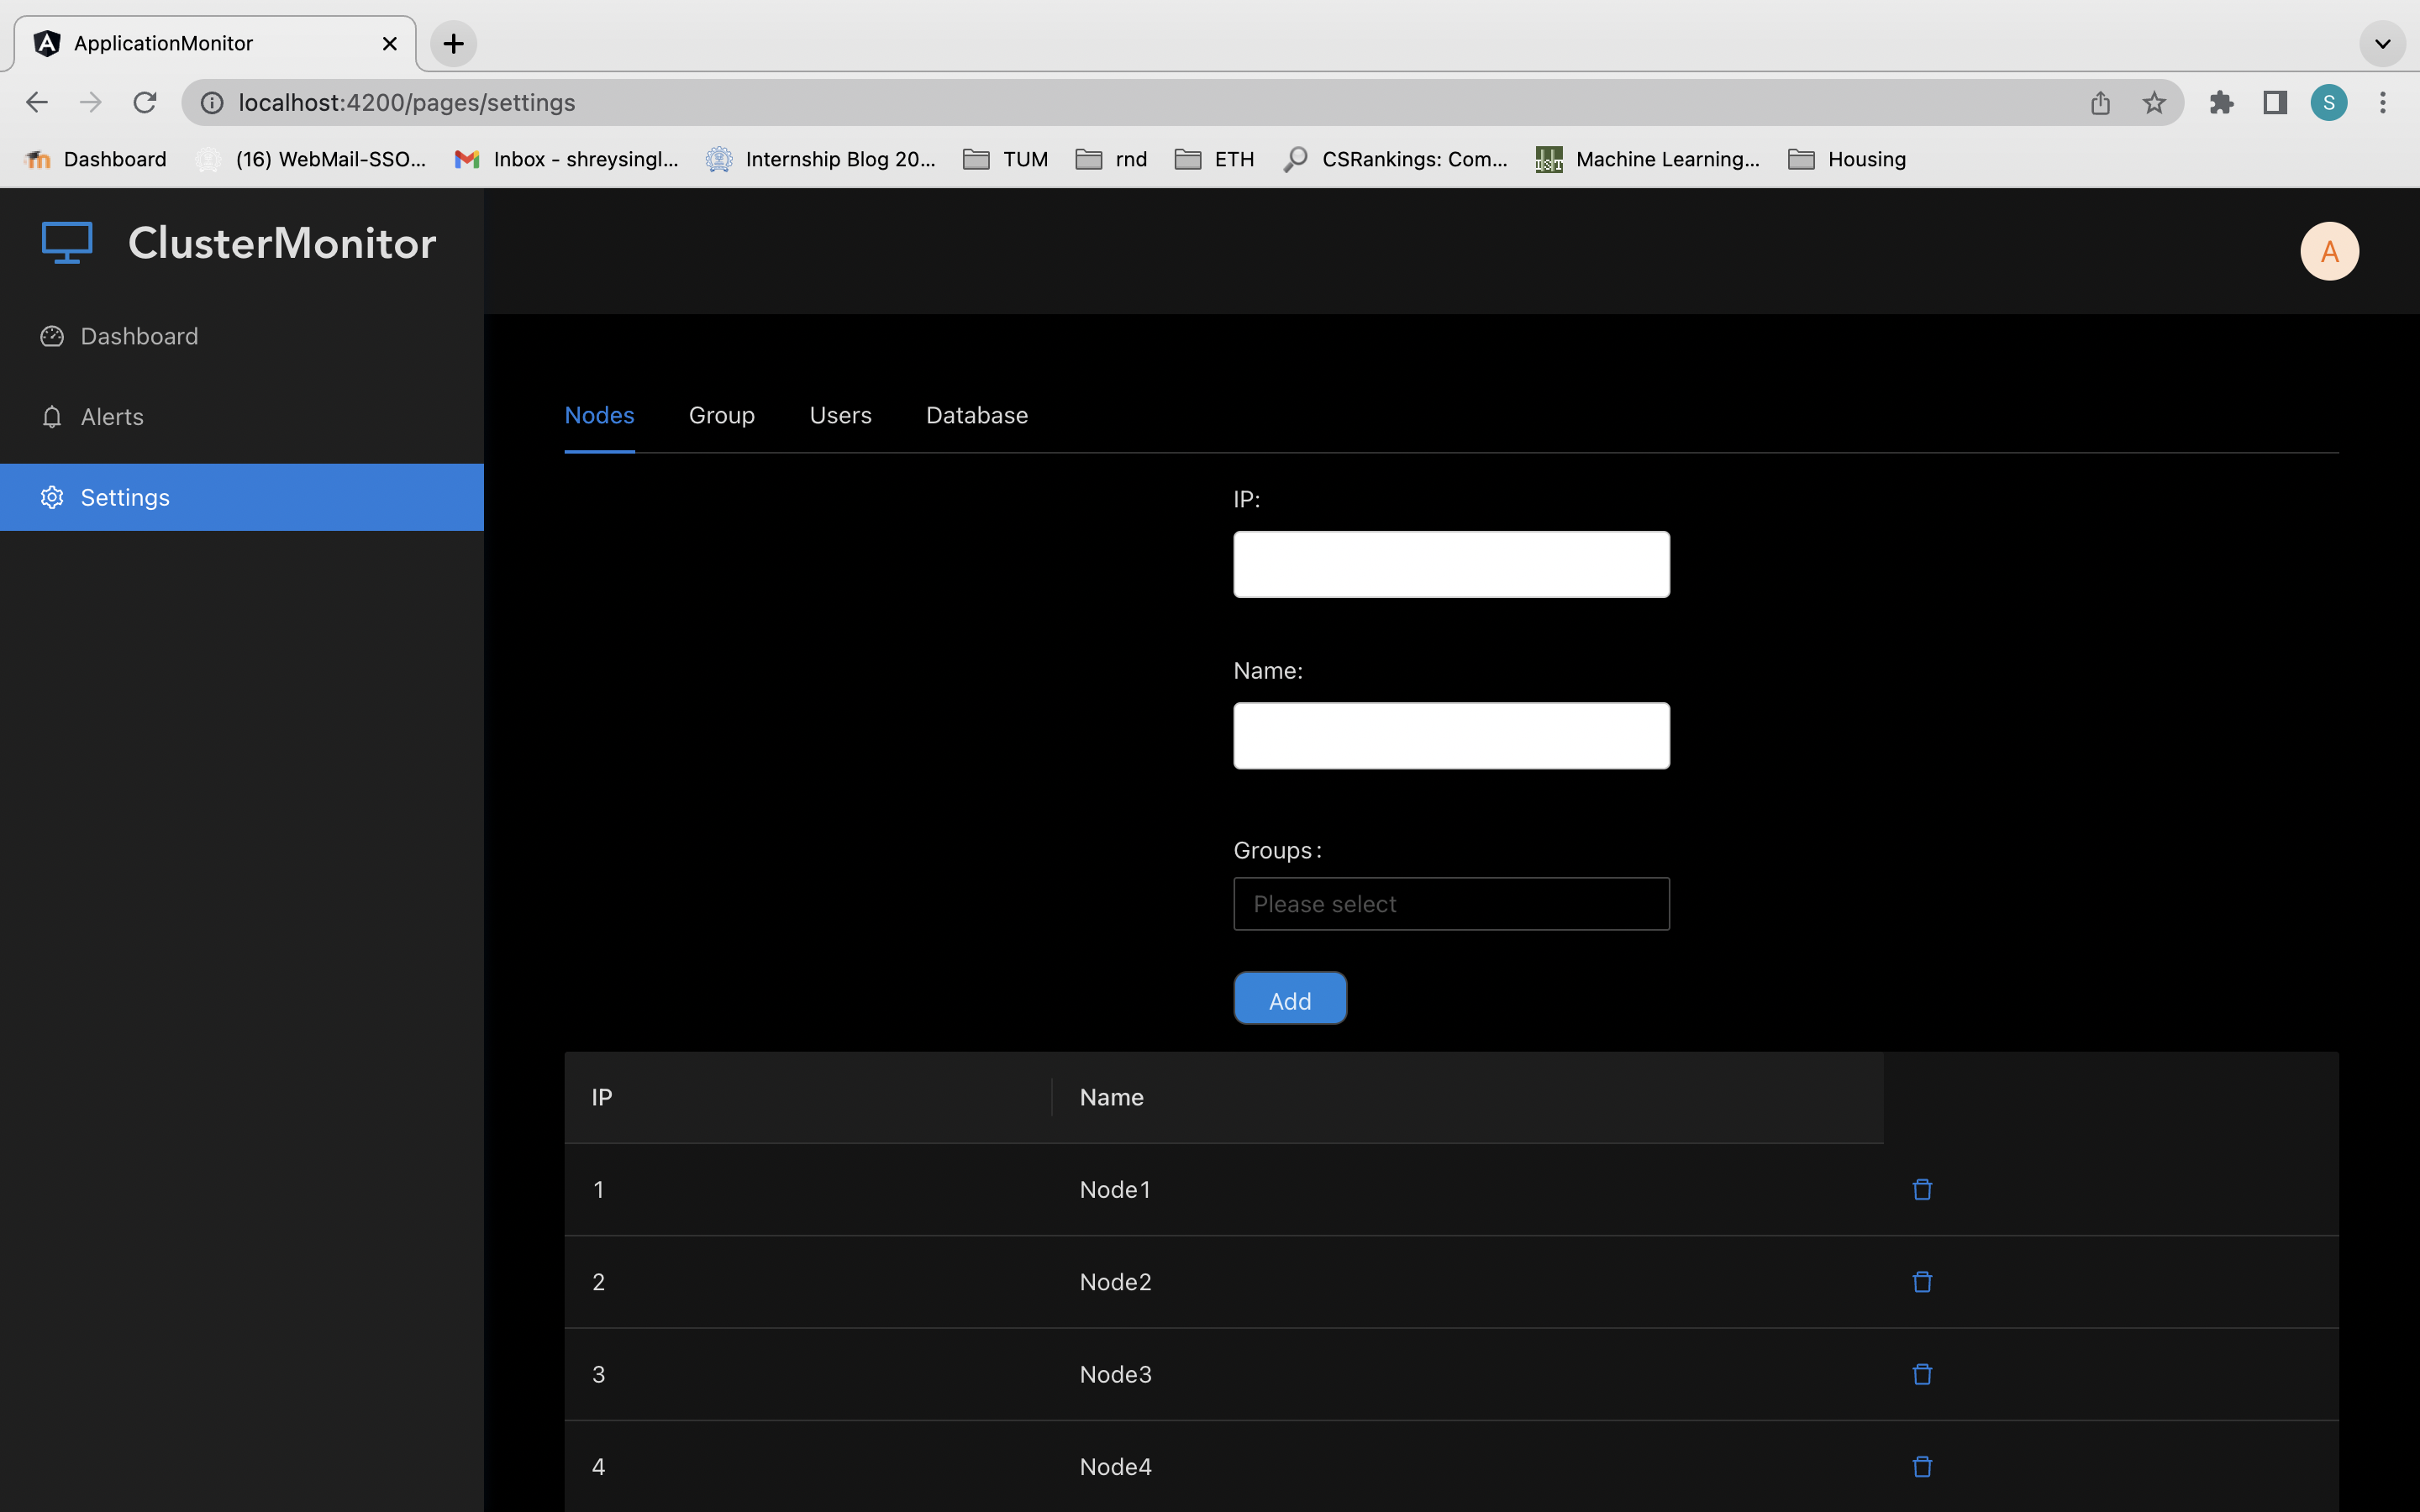 ApplicationMonitor
localhost:4200/pages/settings
S
Dashboard
(16) WebMail-SSO...
Inbox - shreysingl...
Internship Blog 20...
TUM
rnd
ETH
CSRankings: Com...
Machine Learning...
Housing
ClusterMonitor
A
Dashboard
Alerts
Settings
Nodes Group Users Database
IP:
Name:
Groups:
Please select
Add
IP Name
1 Node1
2 Node2
3 Node3
4 Node4